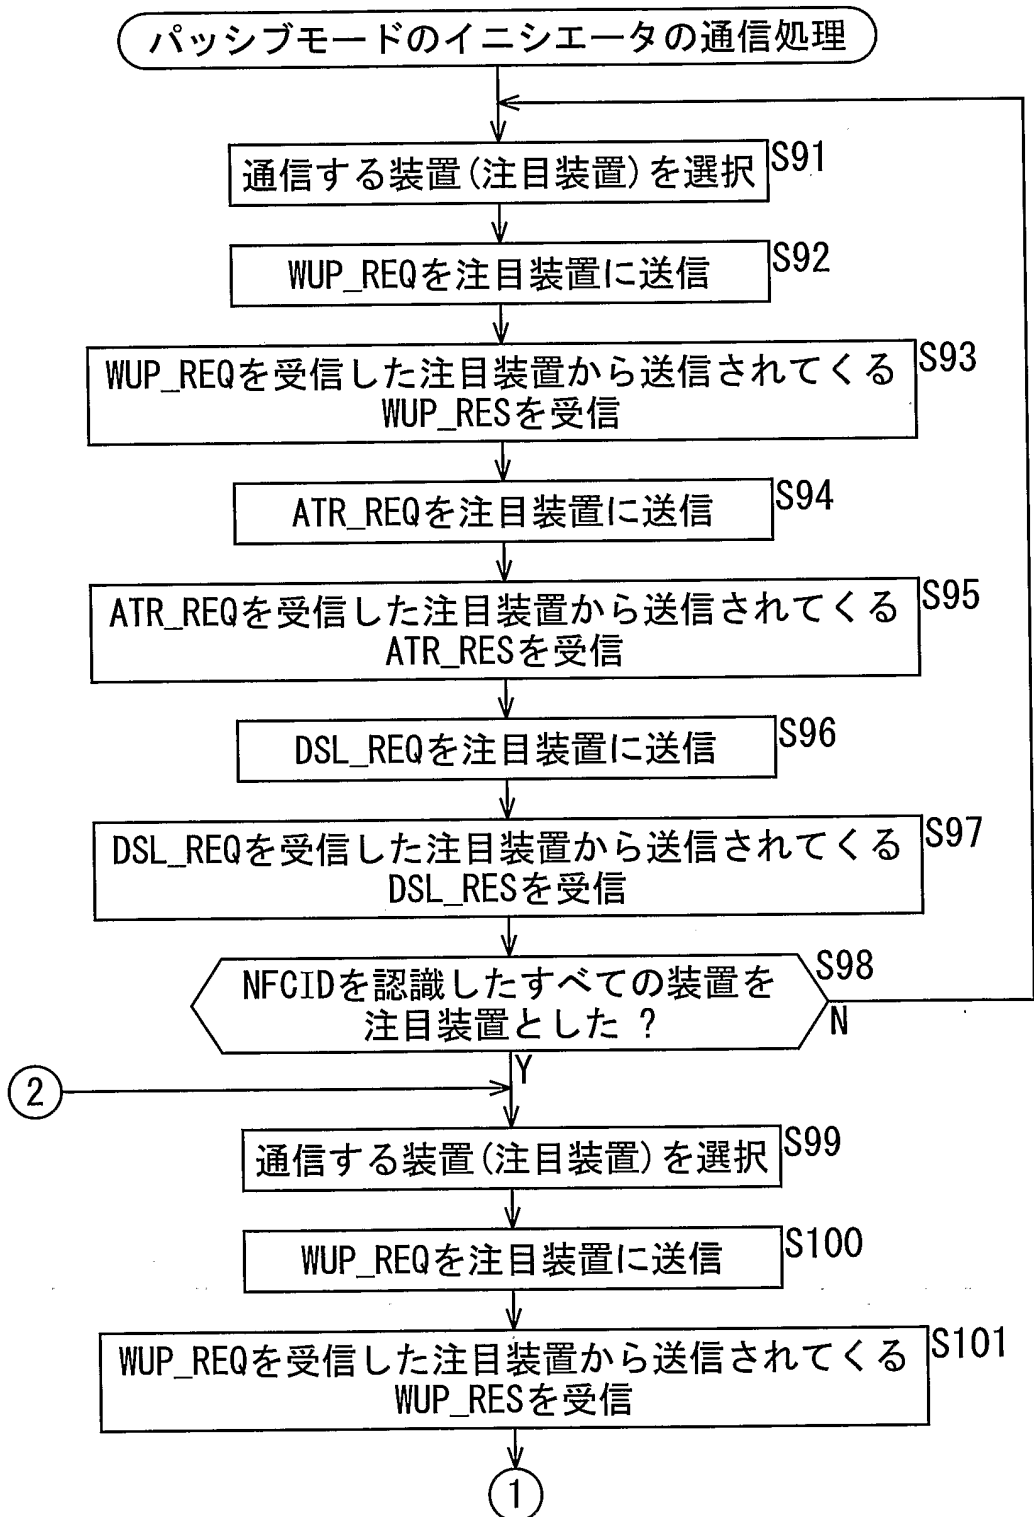 パッシブモードのイニシエータの通信処理
通信する装置(注目装置)を選択
S91
WUP_REQを注目装置に送信
S92
WUP_REQを受信した注目装置から送信されてくる
WUP_RESを受信
S93
ATR_REQを注目装置に送信
S94
ATR_REQを受信した注目装置から送信されてくる
ATR_RESを受信
S95
DSL_REQを注目装置に送信
S96
DSL_REQを受信した注目装置から送信されてくる
DSL_RESを受信
S97
NFCIDを認識したすべての装置を
注目装置とした ?
S98
N
Y
2
通信する装置(注目装置)を選択
S99
WUP_REQを注目装置に送信
S100
WUP_REQを受信した注目装置から送信されてくる
WUP_RESを受信
S101
1